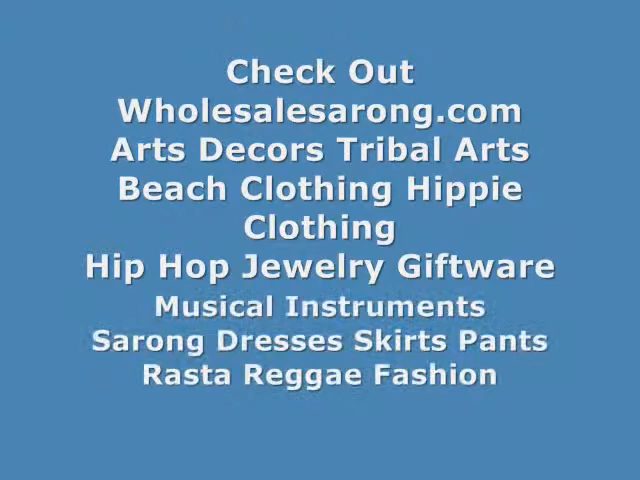 Check Out
Wholesalesarong.com
Arts Decors Tribal Arts
Beach Clothing Hippie
Clothing
Hip Hop Jewelry Giftware
Musical Instruments
Sarong Dresses Skirts Pants
Rasta Reggae Fashion